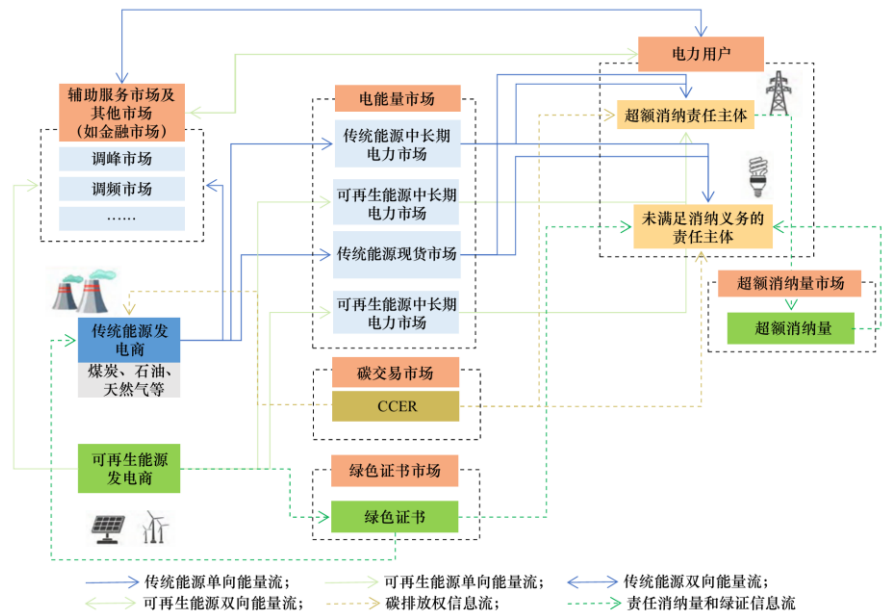 电力用户
辅助服务市场及
其他市场
(如金融市场)
调峰市场
调频市场
……
电能量市场
传统能源中长期
电力市场
可再生能源中长期
电力市场
传统能源现货市场
可再生能源中长期
电力市场
超额消纳责任主体
未满足消纳义务的
责任主体
超额消纳量市场
超额消纳量
传统能源发
电商
煤炭、石油、
天然气等
碳交易市场
CCER
可再生能源
发电商
绿色证书市场
绿色证书
传统能源单向能量流;
可再生能源单向能量流;
传统能源双向能量流;
可再生能源双向能量流;
碳排放权信息流;
责任消纳量和绿证信息流